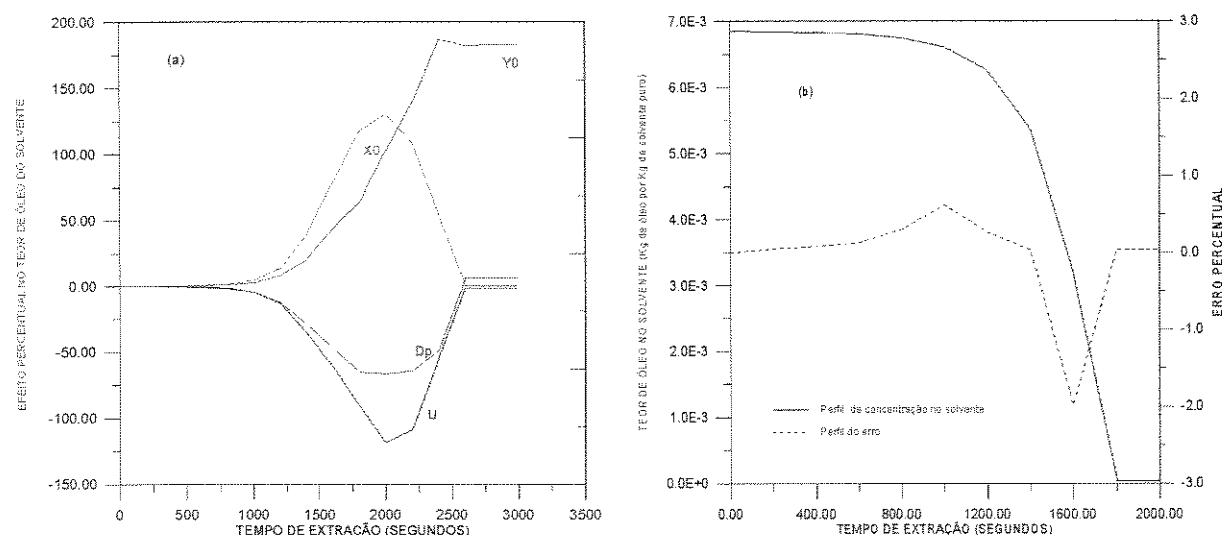 200.00
150.00
100.00
50.00
0.00
-50.00
-100.00
-150.00
EFEITO PERCENTUAL NO TEOR DE ÓLEO DO SOLVENTE
(a)
Y0
X0
Dp
U
0 500 1000 1500 2000 2500 3000 3500
TEMPO DE EXTRAÇÃO (SEGUNDOS)
7.0E-3
6.0E-3
5.0E-3
4.0E-3
3.0E-3
2.0E-3
1.0E-3
0.0E+0
TEOR DE ÓLEO NO SOLVENTE (Kg de óleo por Kg de solvente puro)
(b)
Perfil de concentração no solvente
Perfil do erro
3.0
2.0
1.0
0.0
-1.0
-2.0
-3.0
ERRO PERCENTUAL
0.00 400.00 800.00 1200.00 1600.00 2000.00
TEMPO DE EXTRAÇÃO (SEGUNDOS)